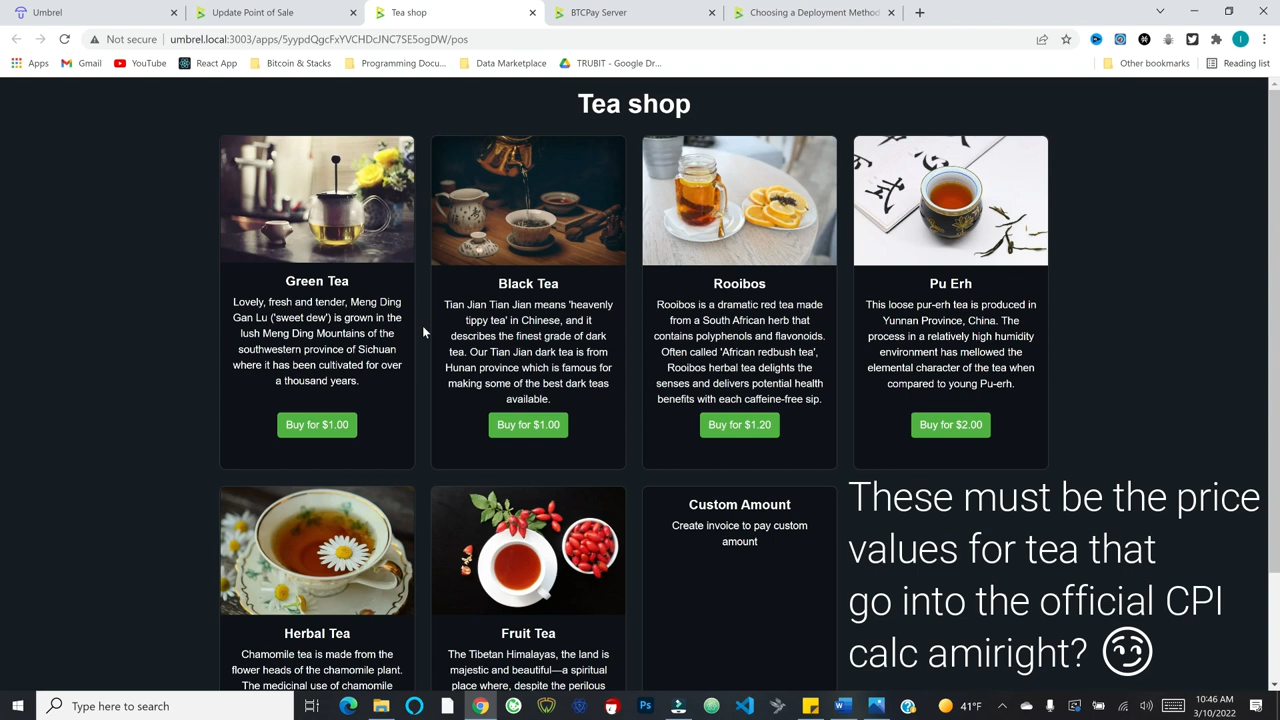 Umbrel
Update Point of Sale
Tea shop
BTCPay Server
Choosing a Deployment Method
Not secure
umbrel.local:3003/apps/5yypdQgcFxYVCHDcJNC7SE5ogDW/pos
Apps
Gmail
YouTube
React App
Bitcoin & Stacks
Programming Docu...
Data Marketplace
TRUBIT - Google Dr...
Other bookmarks
Reading list
Tea shop
Green Tea
Lovely, fresh and tender, Meng Ding
Gan Lu ('sweet dew') is grown in the
lush Meng Ding Mountains of the
southwestern province of Sichuan
where it has been cultivated for over
a thousand years.
Buy for $1.00
Black Tea
Tian Jian Tian Jian means 'heavenly
tippy tea' in Chinese, and it
describes the finest grade of dark
tea. Our Tian Jian dark tea is from
Hunan province which is famous for
making some of the best dark teas
available.
Buy for $1.00
Rooibos
Rooibos is a dramatic red tea made
from a South African herb that
contains polyphenols and flavonoids.
Often called 'African redbush tea',
Rooibos herbal tea delights the
senses and delivers potential health
benefits with each caffeine-free sip.
Buy for $1.20
Pu Erh
This loose pur-erh tea is produced in
Yunnan Province, China. The
process in a relatively high humidity
environment has mellowed the
elemental character of the tea when
compared to young Pu-erh.
Buy for $2.00
Herbal Tea
Chamomile tea is made from the
flower heads of the chamomile plant.
The medicinal use of chamomile
Fruit Tea
The Tibetan Himalayas, the land is
majestic and beautiful—a spiritual
place where, despite the perilous
Custom Amount
Create invoice to pay custom
amount
These must be the price
values for tea that
go into the official CPI
calc amiright? 😏
Type here to search
41°F
10:46 AM
3/10/2022